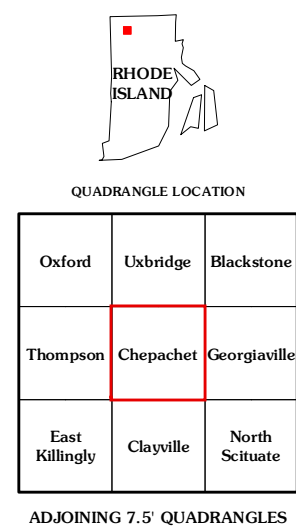 RHODE
ISLAND
QUADRANGLE LOCATION
Oxford
Uxbridge
Blackstone
Thompson
Chepachet
Georgiaville
East
Killingly
Clayville
North
Scituate
ADJOINING 7.5' QUADRANGLES